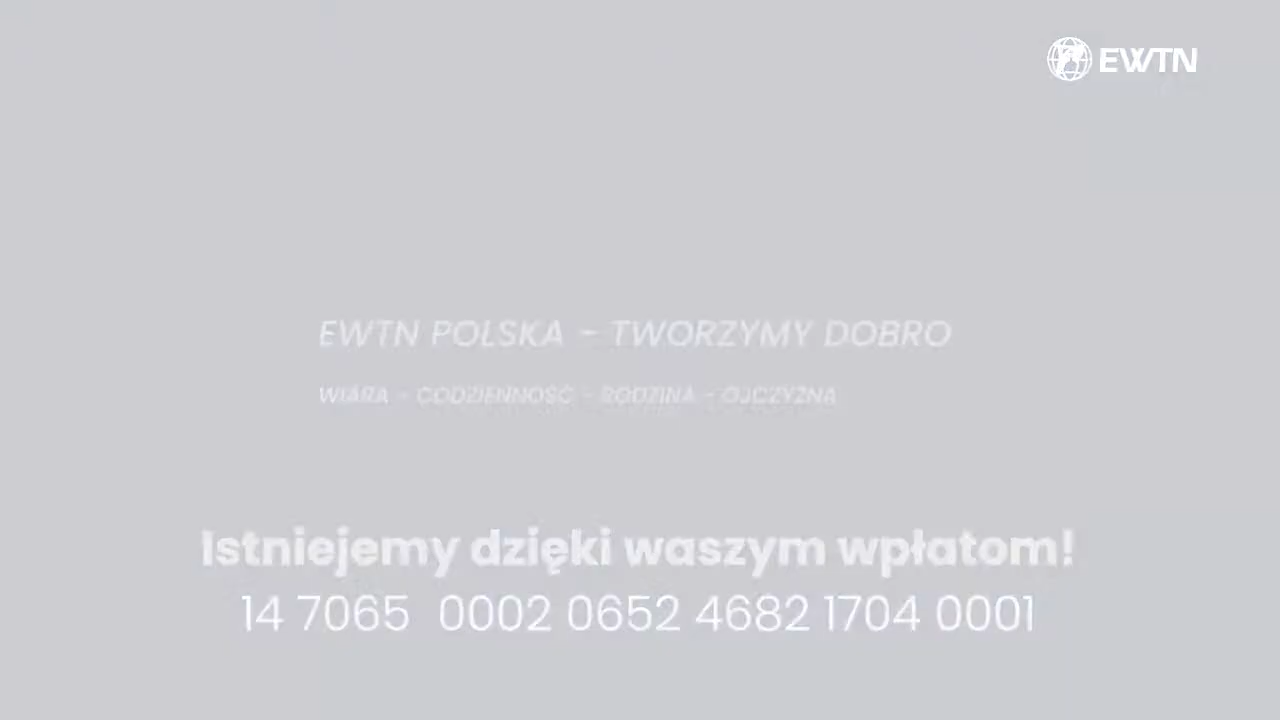 EWTN
EWTN POLSKA - TWORZYMY DOBRO
WIARA - CODZIENNOŚĆ - RODZINA - OJCZYZNA
Istniejemy dzięki waszym wpłatom!
14 7065 0002 0652 4682 1704 0001